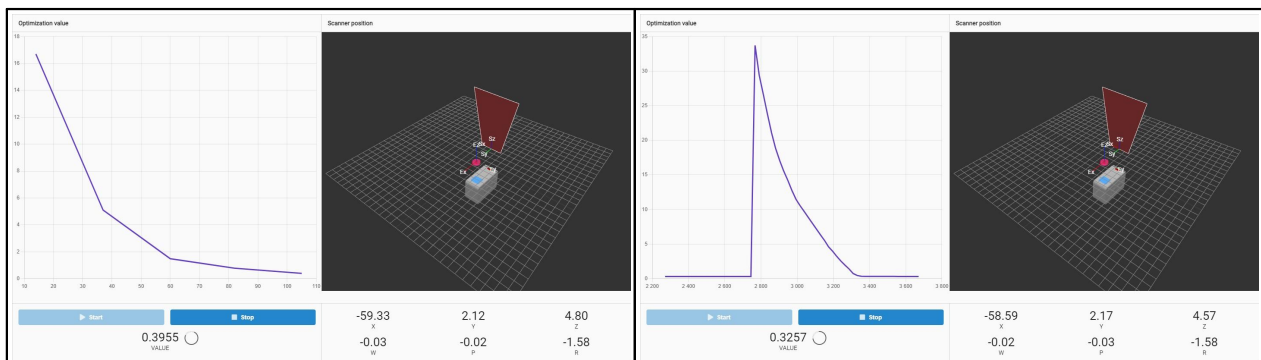 Optimization value
Scanner position
18
16
14
12
10
8
6
4
2
0
10 20 30 40 50 60 70 80 90 100 110
Sz
Sy
Ex
Start
Stop
0.3955
VALUE
-59.33 2.12 4.80
X Y Z
-0.03 -0.02 -1.58
W P R
Optimization value
Scanner position
35
30
25
20
15
10
5
0
2 200 2 400 2 600 2 800 3 000 3 200 3 400 3 600 3 800
Sz
Sy
Ex
Start
Stop
0.3257
VALUE
-58.59 2.17 4.57
X Y Z
-0.02 -0.03 -1.58
W P R